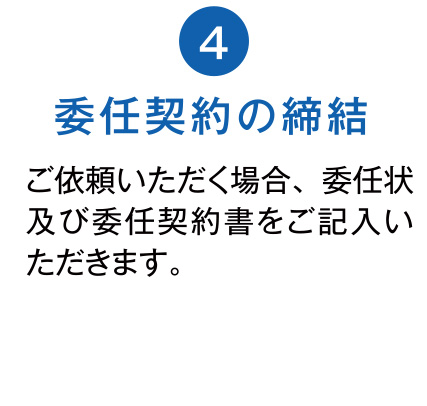 4
委任契約の締結
ご依頼いただく場合、委任状
及び委任契約書をご記入い
ただきます。